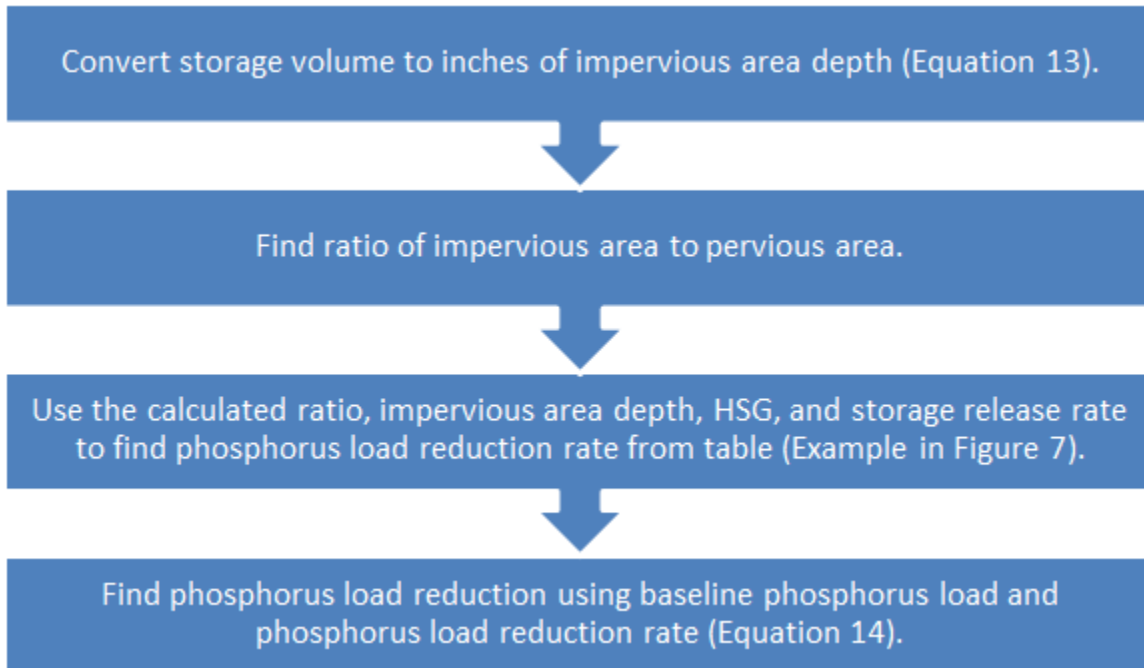 Convert storage volume to inches of impervious area depth (Equation 13).
Find ratio of impervious area to pervious area.
Use the calculated ratio, impervious area depth, HSG, and storage release rate
to find phosphorus load reduction rate from table (Example in Figure 7).
Find phosphorus load reduction using baseline phosphorus load and
phosphorus load reduction rate (Equation 14).